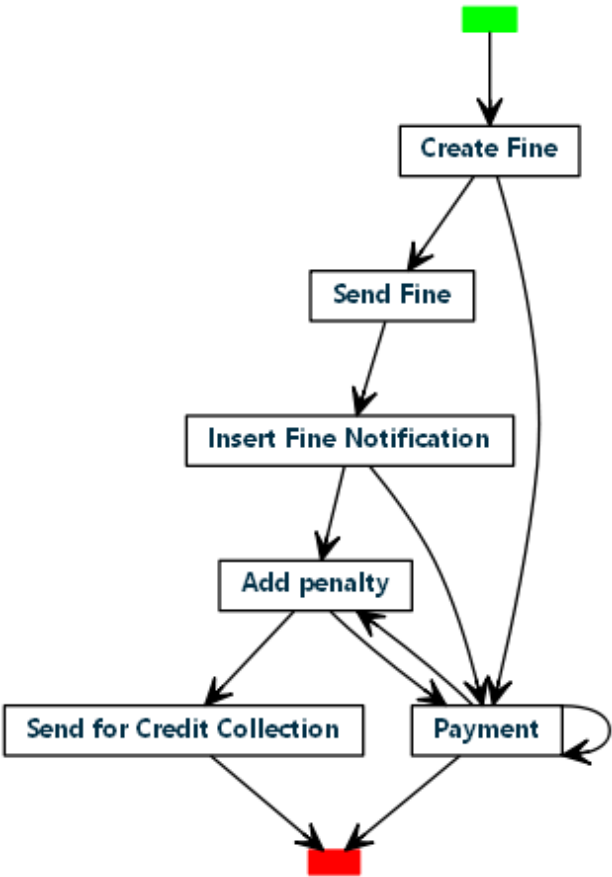 Create Fine
Send Fine
Insert Fine Notification
Add penalty
Send for Credit Collection
Payment